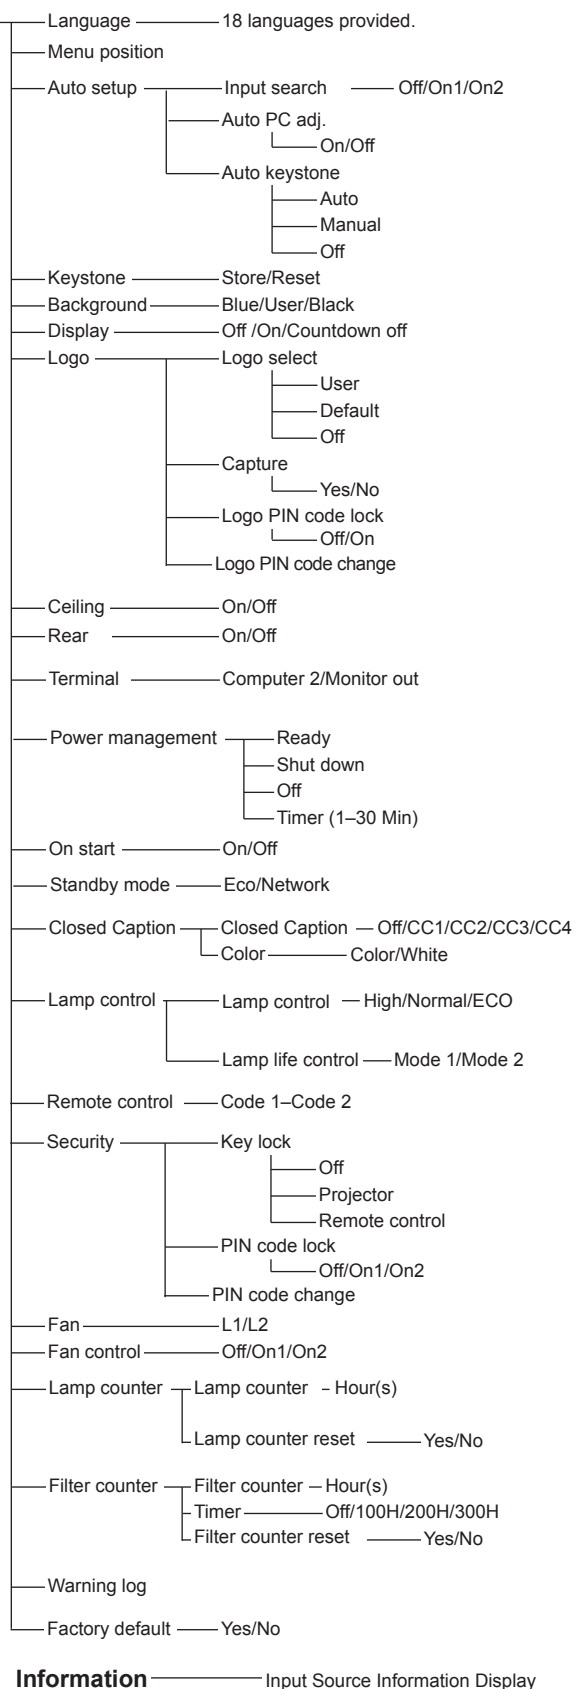 Language 18 languages provided.
Menu position
Auto setup Input search Off/On1/On2
Auto PC adj.
On/Off
Auto keystone
Auto
Manual
Off
Keystone Store/Reset
Background Blue/User/Black
Display Off /On/Countdown off
Logo Logo select
User
Default
Off
Capture
Yes/No
Logo PIN code lock
Off/On
Logo PIN code change
Ceiling On/Off
Rear On/Off
Terminal Computer 2/Monitor out
Power management Ready
Shut down
Off
Timer (1–30 Min)
On start On/Off
Standby mode Eco/Network
Closed Caption Closed Caption Off/CC1/CC2/CC3/CC4
Color Color/White
Lamp control Lamp control High/Normal/ECO
Lamp life control Mode 1/Mode 2
Remote control Code 1–Code 2
Security Key lock
Off
Projector
Remote control
PIN code lock
Off/On1/On2
PIN code change
Fan L1/L2
Fan control Off/On1/On2
Lamp counter Lamp counter Hour(s)
Lamp counter reset Yes/No
Filter counter Filter counter Hour(s)
Timer Off/100H/200H/300H
Filter counter reset Yes/No
Warning log
Factory default Yes/No
Information Input Source Information Display